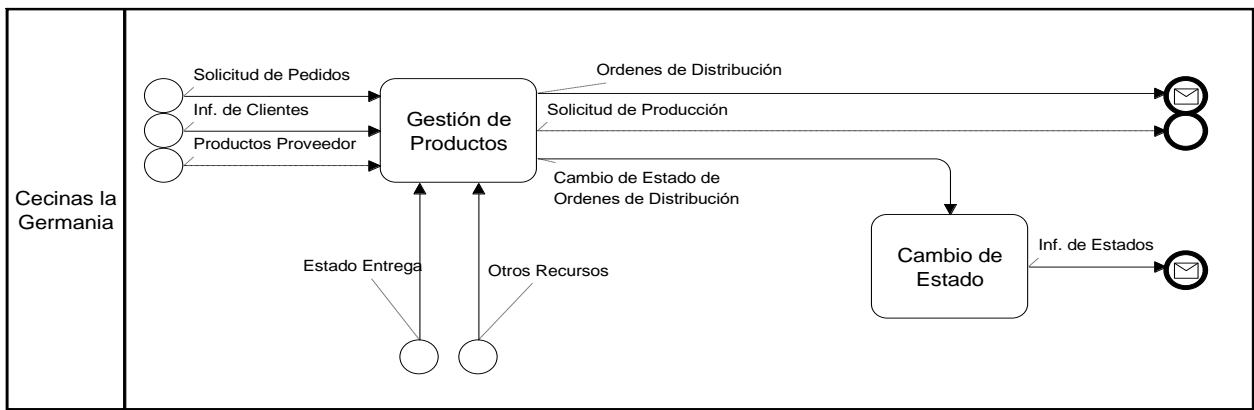 Cecinas la
Germania
Solicitud de Pedidos
Inf. de Clientes
Productos Proveedor
Gestión de
Productos
Ordenes de Distribución
Solicitud de Producción
Cambio de Estado de
Ordenes de Distribución
Estado Entrega
Otros Recursos
Cambio de
Estado
Inf. de Estados